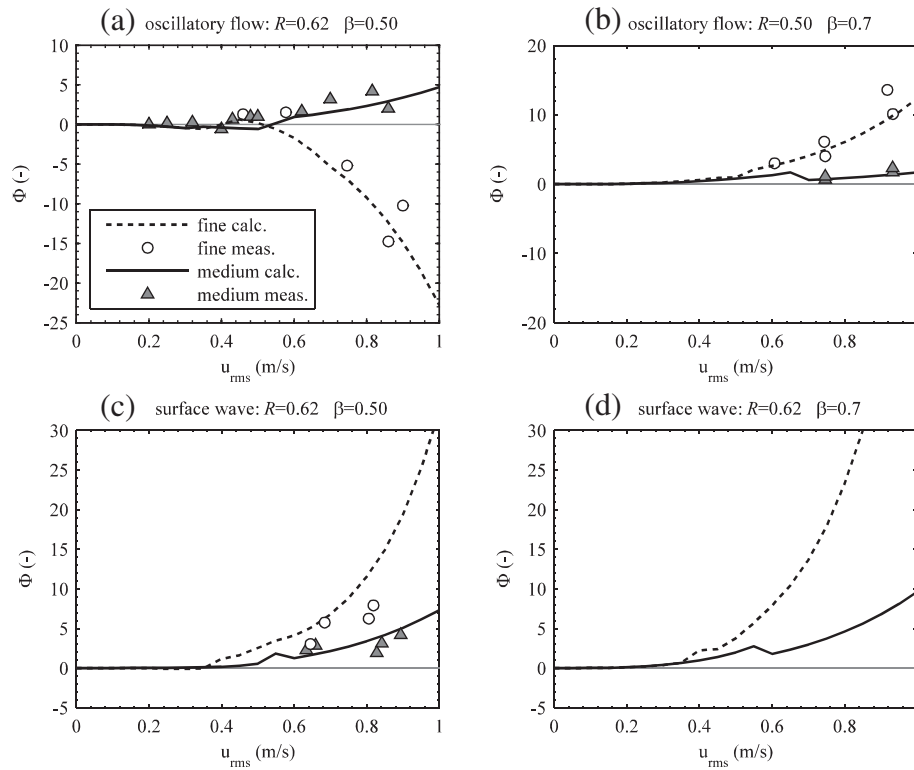 (a) oscillatory flow: R=0.62 β=0.50
10
5
0
-5
-10
-15
-20
-25
Φ (-)
fine calc.
fine meas.
medium calc.
medium meas.
0 0.2 0.4 0.6 0.8 1
u_rms (m/s)
(b) oscillatory flow: R=0.50 β=0.7
20
10
0
-10
-20
Φ (-)
0 0.2 0.4 0.6 0.8
u_rms (m/s)
(c) surface wave: R=0.62 β=0.50
30
25
20
15
10
5
0
-5
Φ (-)
0 0.2 0.4 0.6 0.8 1
u_rms (m/s)
(d) surface wave: R=0.62 β=0.7
30
25
20
15
10
5
0
-5
Φ (-)
0 0.2 0.4 0.6 0.8
u_rms (m/s)